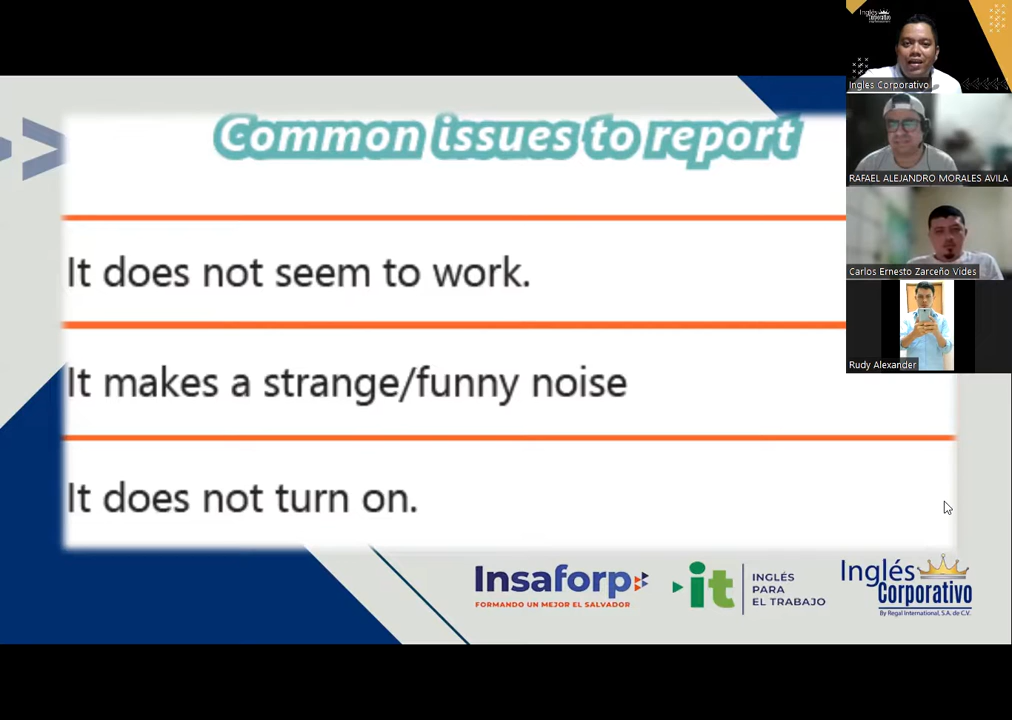 Common issues to report
It does not seem to work.
It makes a strange/funny noise
It does not turn on.
Insaforp
FORMANDO UN MEJOR EL SALVADOR
it
INGLÉS
PARA
EL TRABAJO
Inglés
Corporativo
By Regal International, S.A. de C.V.
Inglés
Corporativo
Ingles Corporativo
RAFAEL ALEJANDRO MORALES AVILA
Carlos Ernesto Zarceño Vides
Rudy Alexander